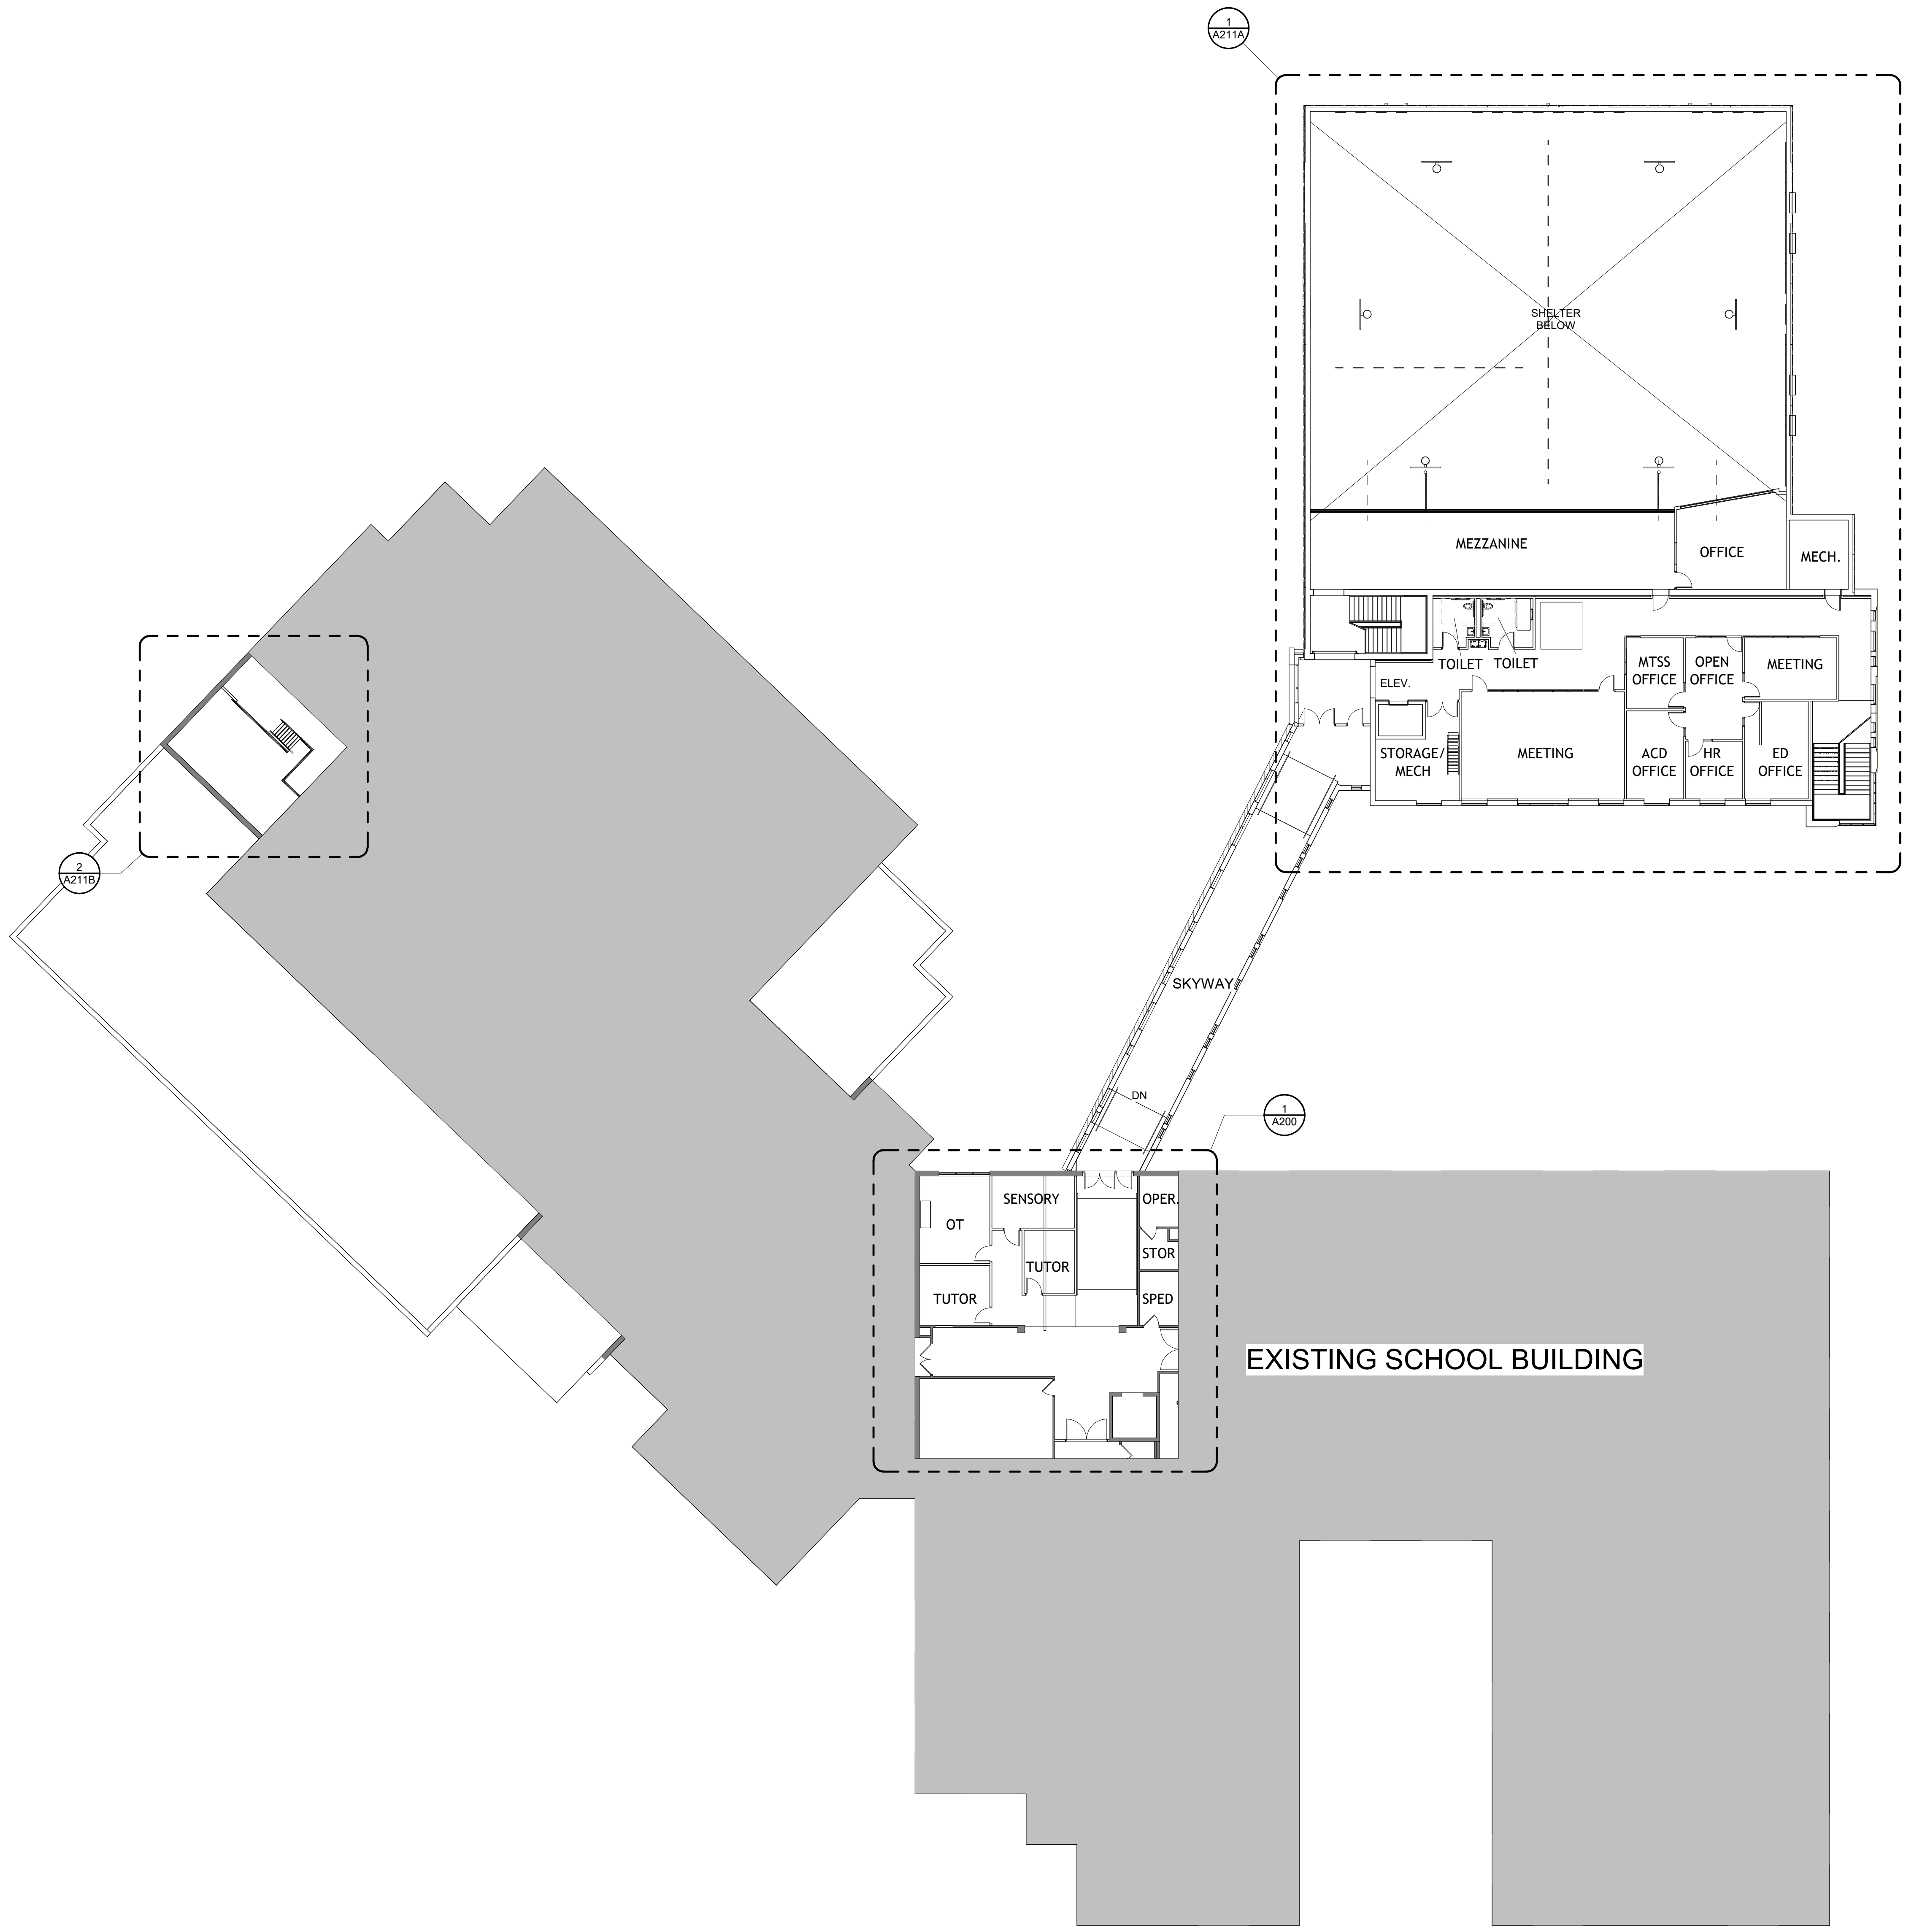 1
A211A
SHELTER
BELOW
MEZZANINE
OFFICE
MECH.
TOILET
TOILET
MTSS
OFFICE
OPEN
OFFICE
MEETING
ELEV.
STORAGE/
MECH
MEETING
ACD
OFFICE
HR
OFFICE
ED
OFFICE
2
A211B
SKYWAY
DN
1
A200
SENSORY
OPER.
OT
STOR
TUTOR
TUTOR
SPED
EXISTING SCHOOL BUILDING